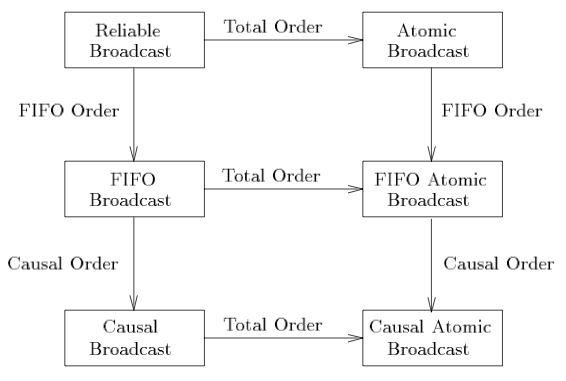 Reliable
Broadcast
Total Order
Atomic
Broadcast
FIFO Order
FIFO Order
FIFO
Broadcast
Total Order
FIFO Atomic
Broadcast
Causal Order
Causal Order
Causal
Broadcast
Total Order
Causal Atomic
Broadcast